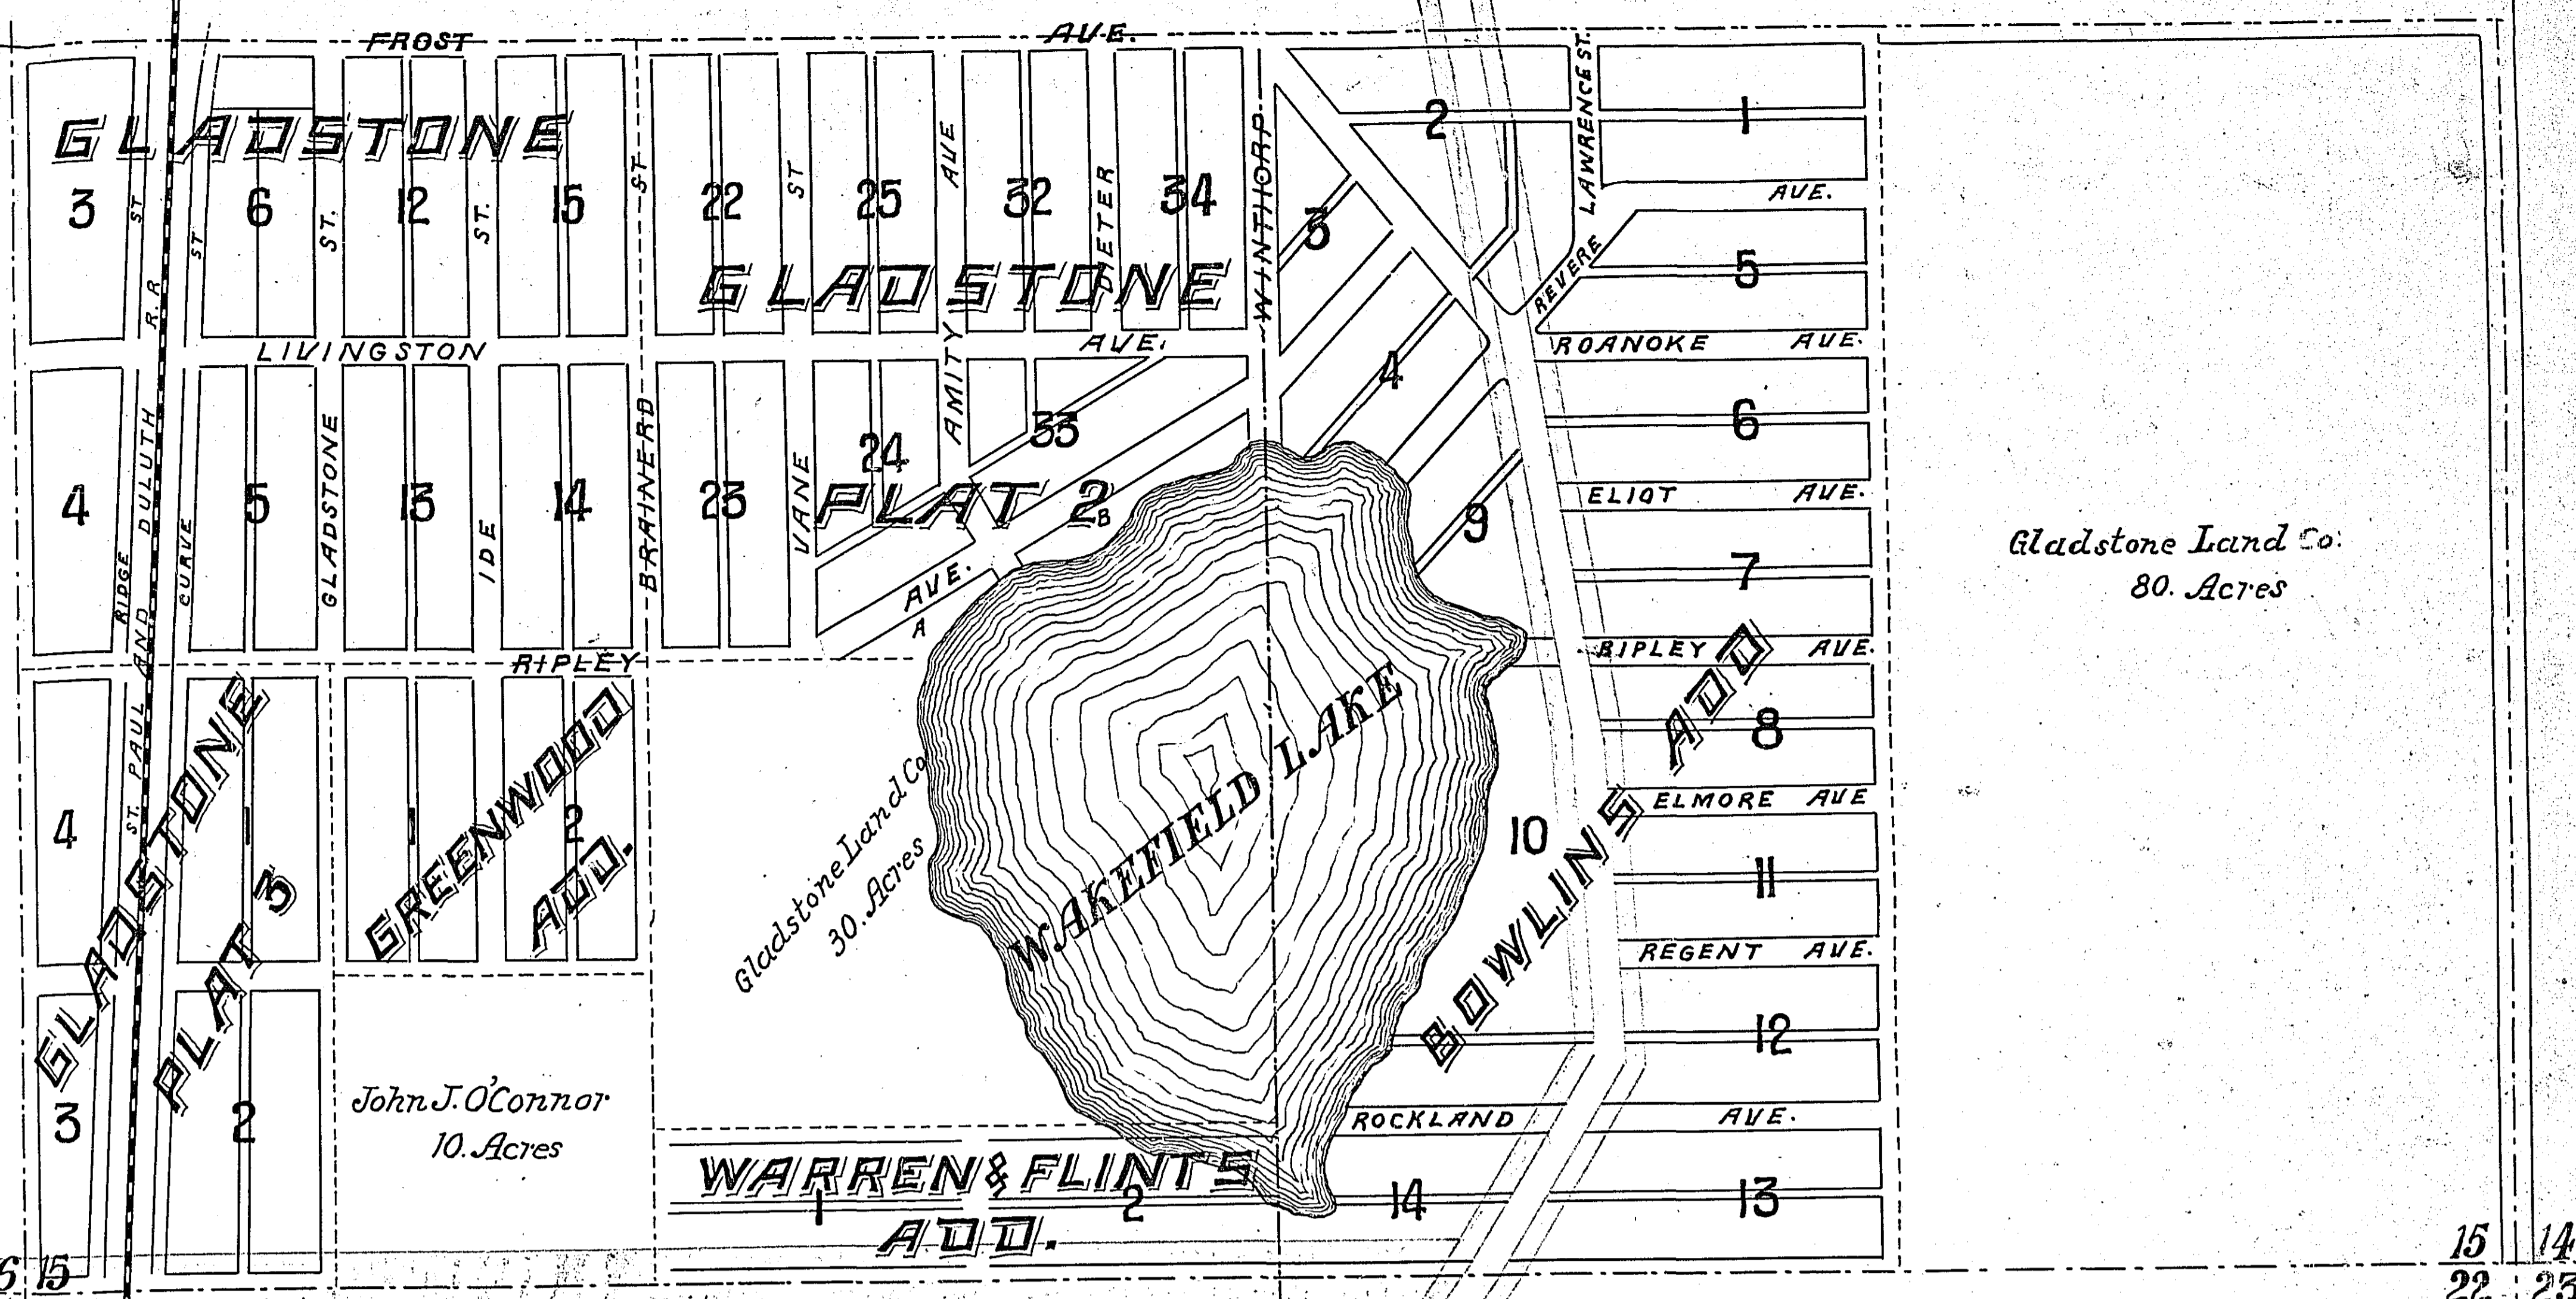 FROST AVE.
GLADSTONE
3 6 12 15 22 25 32 34
ST
R.R
ST
ST.
ST.
ST
ST
AVE
DIETER
WINTHORP
GLADSTONE
LIVINGSTON AVE.
4 5 13 14 23 24 33
RIDGE
ST. PAUL AND DULUTH
CURVE
GLADSTONE
IDE
BRAINERD
VANE
AMITY
PLAT 2
B
AVE.
A
RIPLEY
2 1
LAWRENCE ST.
AVE.
3
REVERE
5
ROANOKE AVE.
4 6
ELIOT AVE.
9 7
RIPLEY AVE.
8
ELMORE AVE
10 11
REGENT AVE.
12
ROCKLAND AVE.
14 13
BOWLINS ADD
WAKEFIELD LAKE
Gladstone Land Co:
80. Acres
Gladstone Land Co
30. Acres
GLADSTONE
PLAT 3
4 1
3 2
GREENWOOD
ADD.
1 2
John J. O'Connor
10. Acres
WARREN & FLINTS
1 2
ADD.
6 15
15 14
22 23